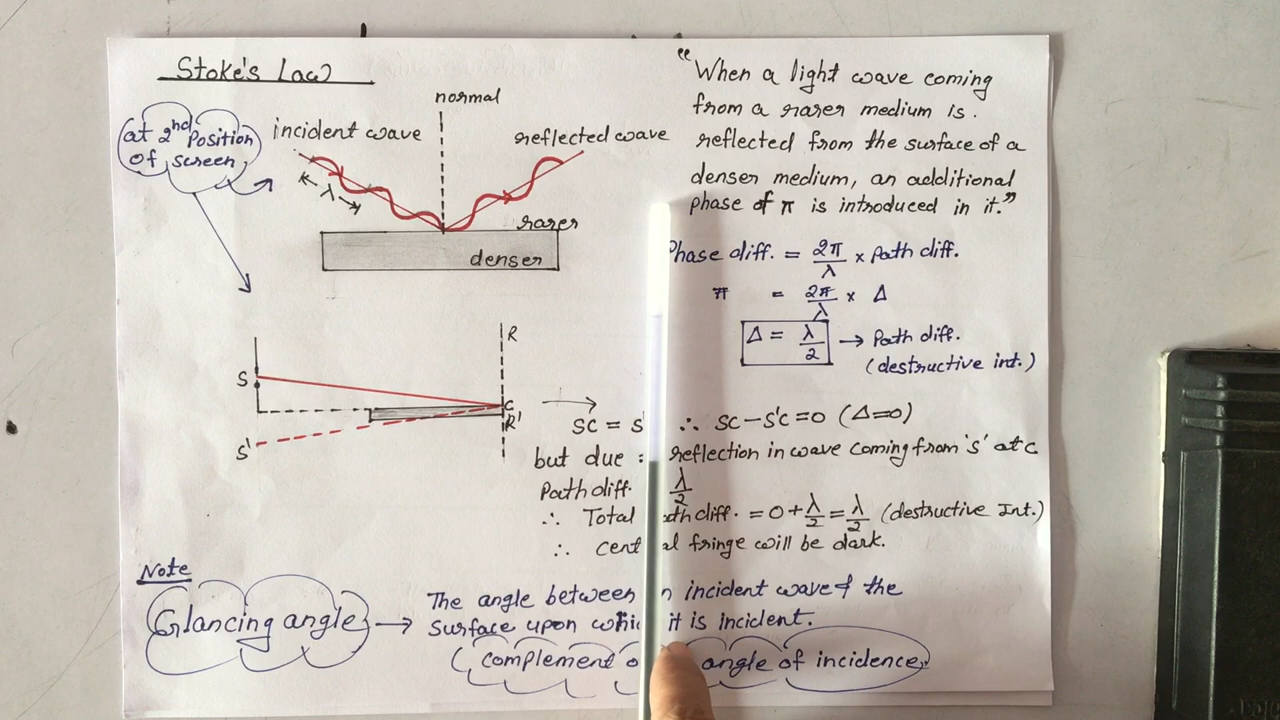 Stoke's Law
at 2nd Position
of screen
normal
incident wave
reflected wave
λ
rarer
denser
"When a light wave coming
from a rarer medium is.
reflected from the surface of a
denser medium, an additional
phase of π is introduced in it."
Phase diff. = 2π/λ × Path diff.
π = 2π/λ × Δ
Δ = λ/2 → Path diff.
(destructive int.)
R
S
C
R'
S'
SC = S' ∴ SC-S'C=0 (Δ=0)
but due reflection in wave coming from 'S' at C
Path diff. λ/2
∴ Total diff. = 0+λ/2=λ/2 (destructive Int.)
∴ fringe will be dark.
Note
Glancing angle → The angle between incident wave & the
surface upon it is incident.
(complement angle of incidence)